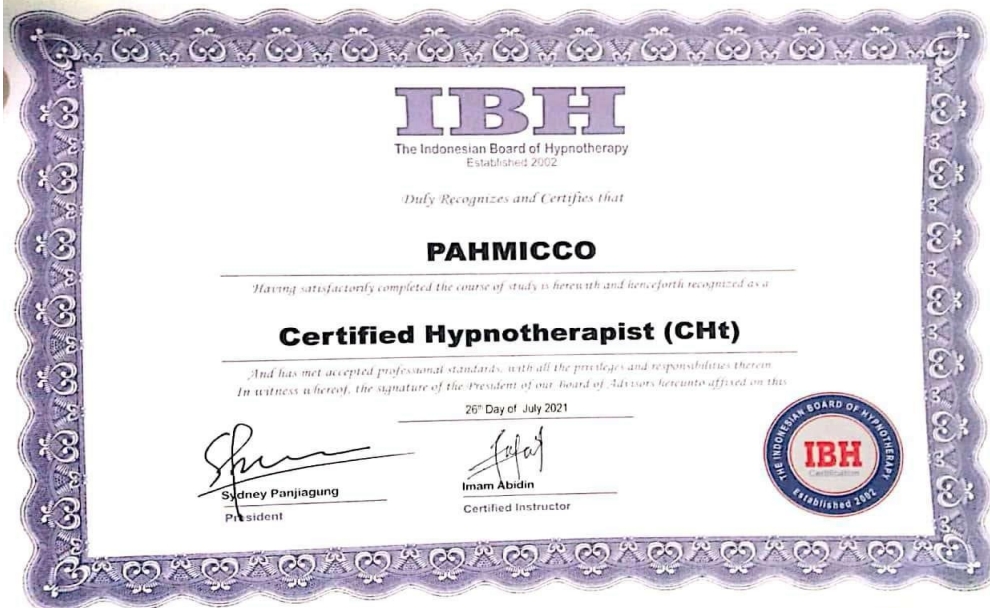 IBH
The Indonesian Board of Hypnotherapy
Established 2002
Duly Recognizes and Certifies that
PAHMICCO
Having satisfactorily completed the course of study is herewith and henceforth recognized as a
Certified Hypnotherapist (CHt)
And has met accepted professional standards, with all the privileges and responsibilities therein
In witness whereof, the signature of the President of our Board of Advisors hereunto affixed on this
26th Day of July 2021
Sydney Panjiagung
President
Imam Abidin
Certified Instructor
THE INDONESIAN BOARD OF HYPNOTHERAPY
IBH
Certification
Established 2002